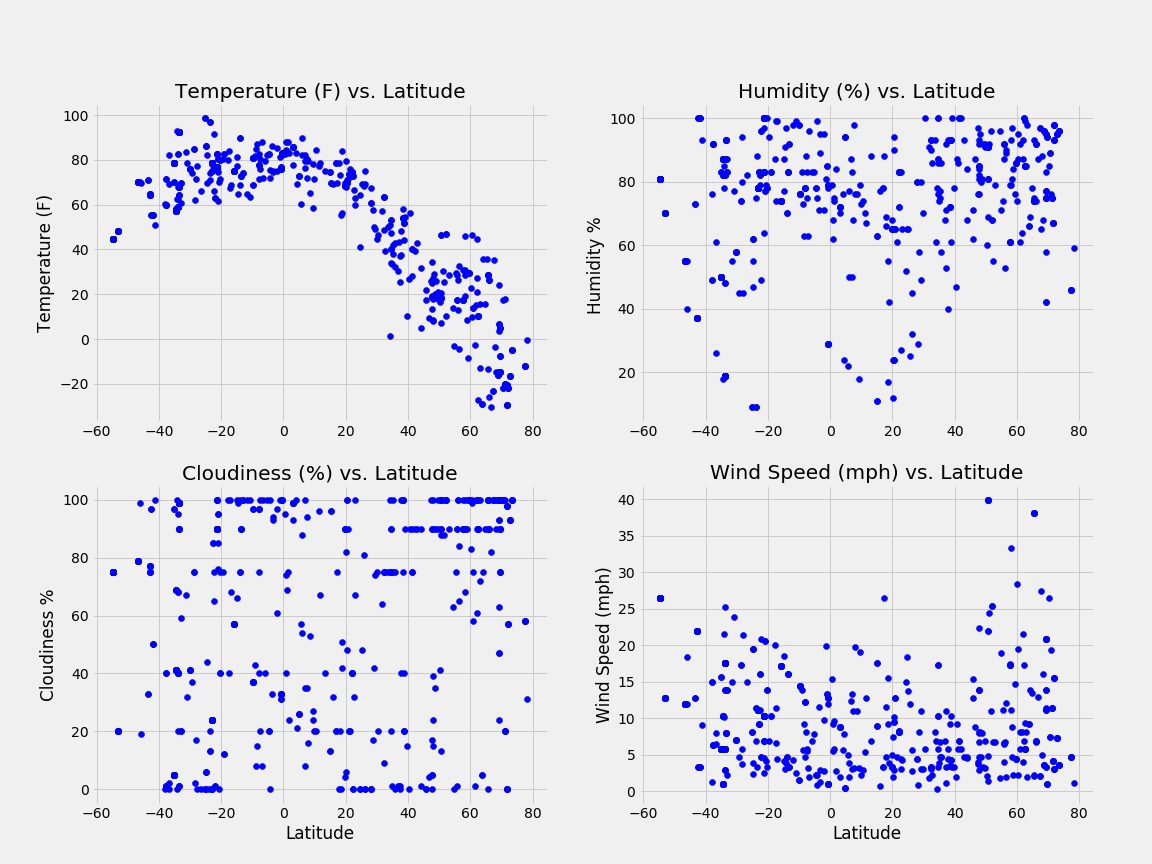 Temperature (F) vs. Latitude
Humidity (%) vs. Latitude
Temperature (F)
100
80
60
40
20
0
−20
−60 −40 −20 0 20 40 60 80
Humidity %
100
80
60
40
20
−60 −40 −20 0 20 40 60 80
Cloudiness (%) vs. Latitude
Wind Speed (mph) vs. Latitude
Cloudiness %
100
80
60
40
20
0
−60 −40 −20 0 20 40 60 80
Latitude
Wind Speed (mph)
40
35
30
25
20
15
10
5
0
−60 −40 −20 0 20 40 60 80
Latitude